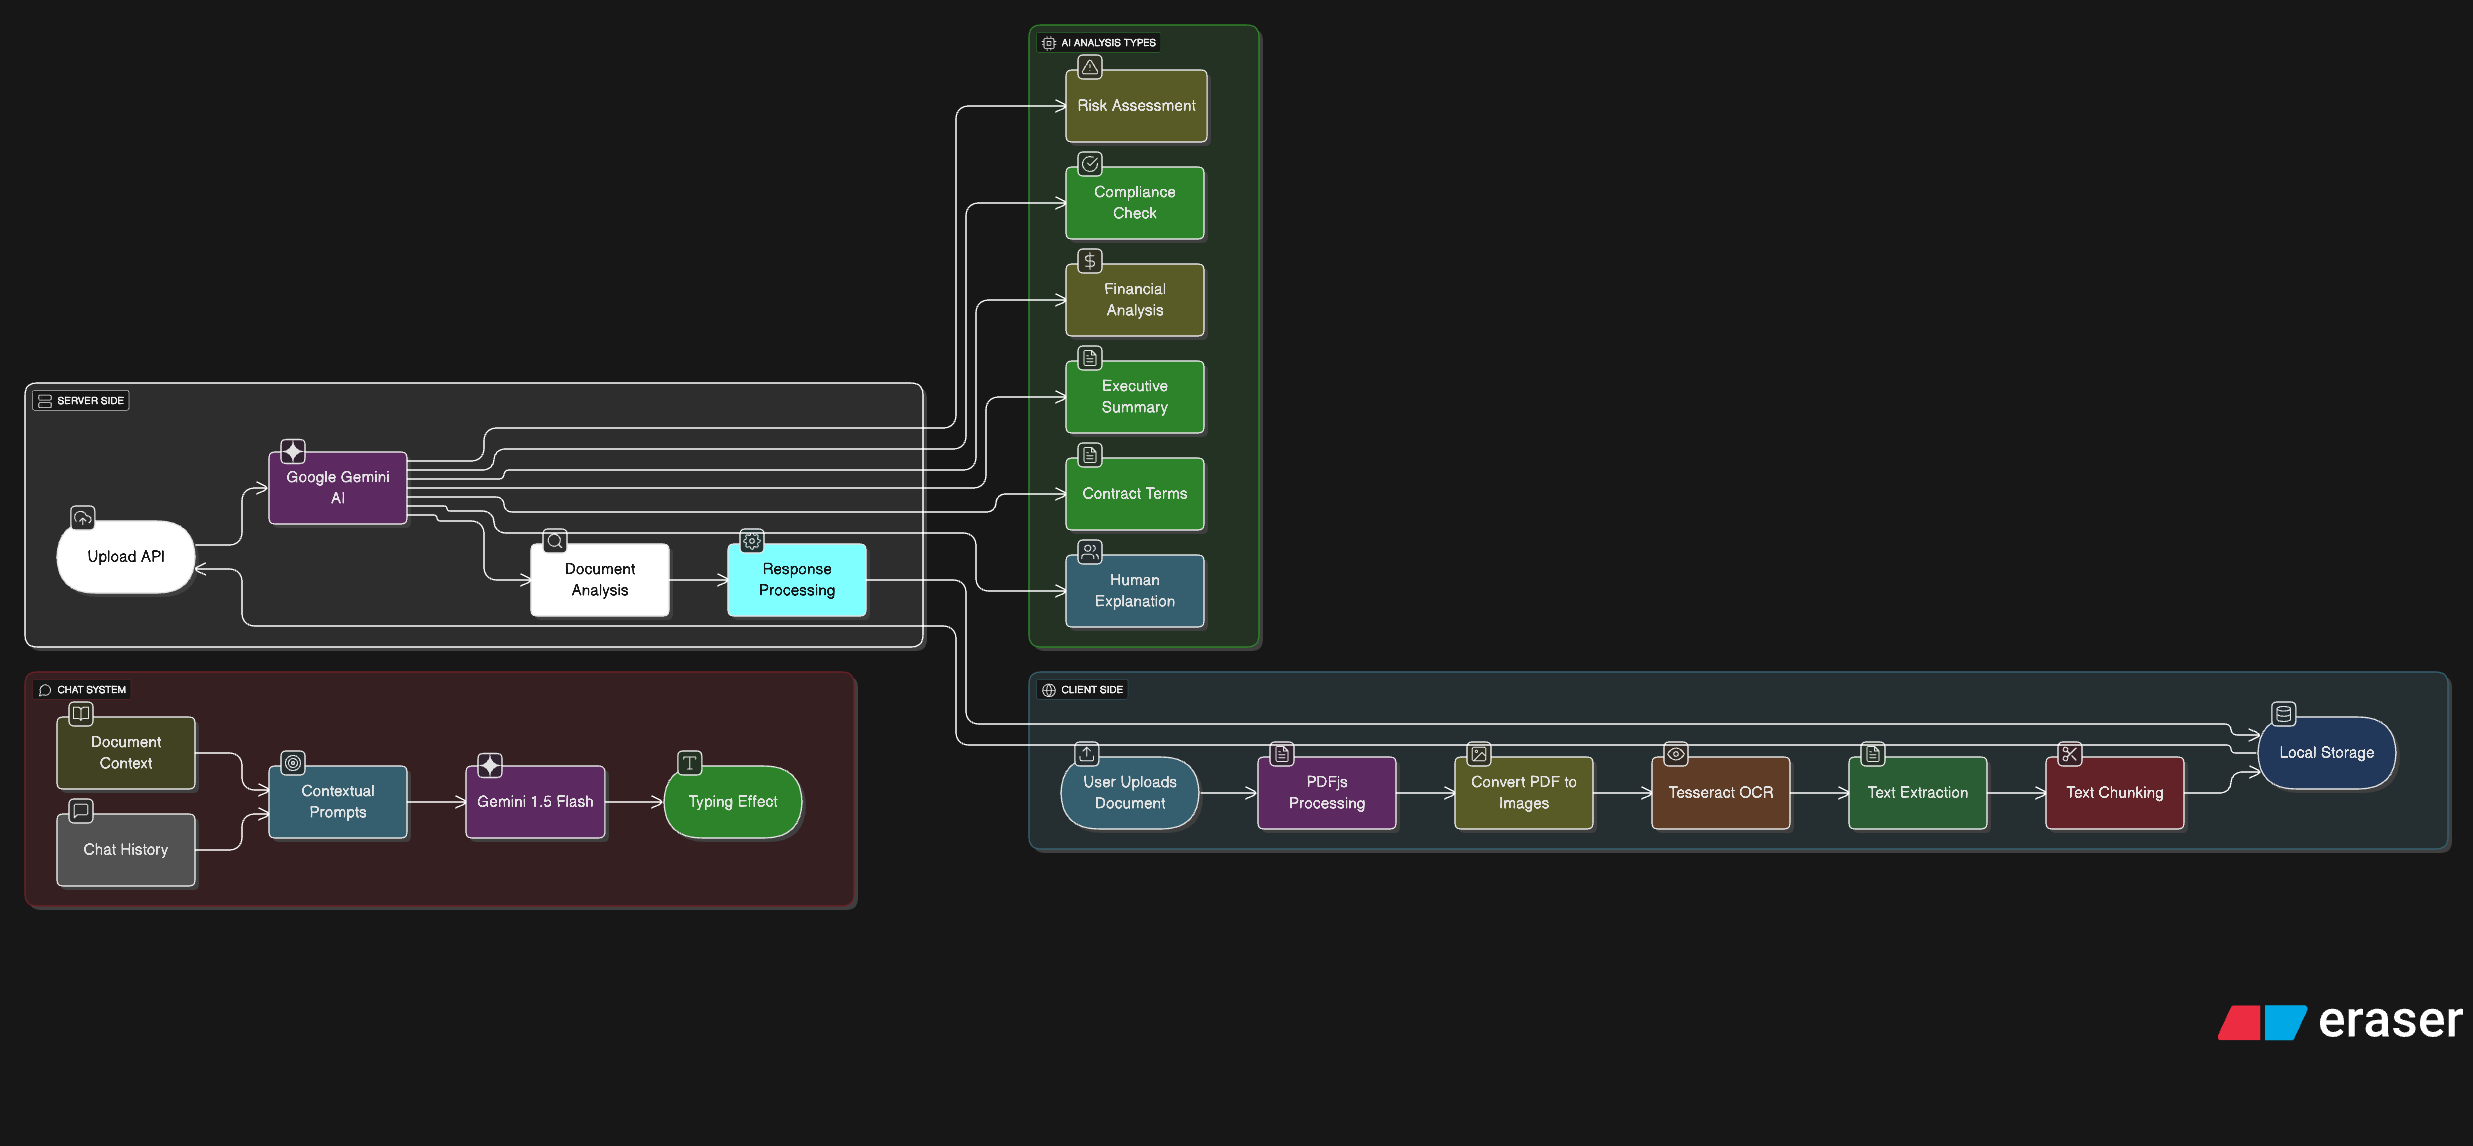 AI ANALYSIS TYPES
Risk Assessment
Compliance
Check
Financial
Analysis
Executive
Summary
Contract Terms
Human
Explanation
SERVER SIDE
Google Gemini
AI
Upload API
Document
Analysis
Response
Processing
CHAT SYSTEM
Document
Context
Chat History
Contextual
Prompts
Gemini 1.5 Flash
Typing Effect
CLIENT SIDE
User Uploads
Document
PDFjs
Processing
Convert PDF to
Images
Tesseract OCR
Text Extraction
Text Chunking
Local Storage
eraser